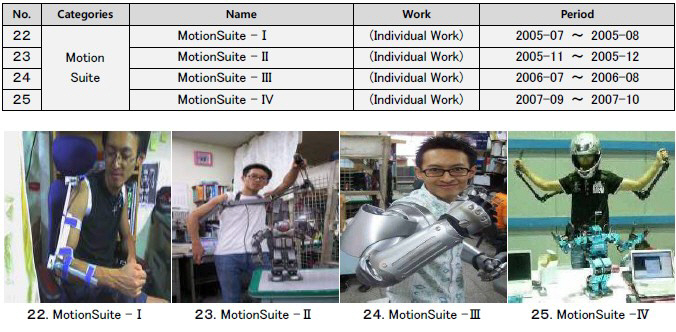 No. Categories Name Work Period
22 MotionSuite - Ⅰ (Individual Work) 2005-07 ~ 2005-08
23 Motion Suite MotionSuite - Ⅱ (Individual Work) 2005-11 ~ 2005-12
24 MotionSuite - Ⅲ (Individual Work) 2006-07 ~ 2006-08
25 MotionSuite - Ⅳ (Individual Work) 2007-09 ~ 2007-10
22. MotionSuite - Ⅰ 23. MotionSuite - Ⅱ 24. MotionSuite - Ⅲ 25. MotionSuite - Ⅳ